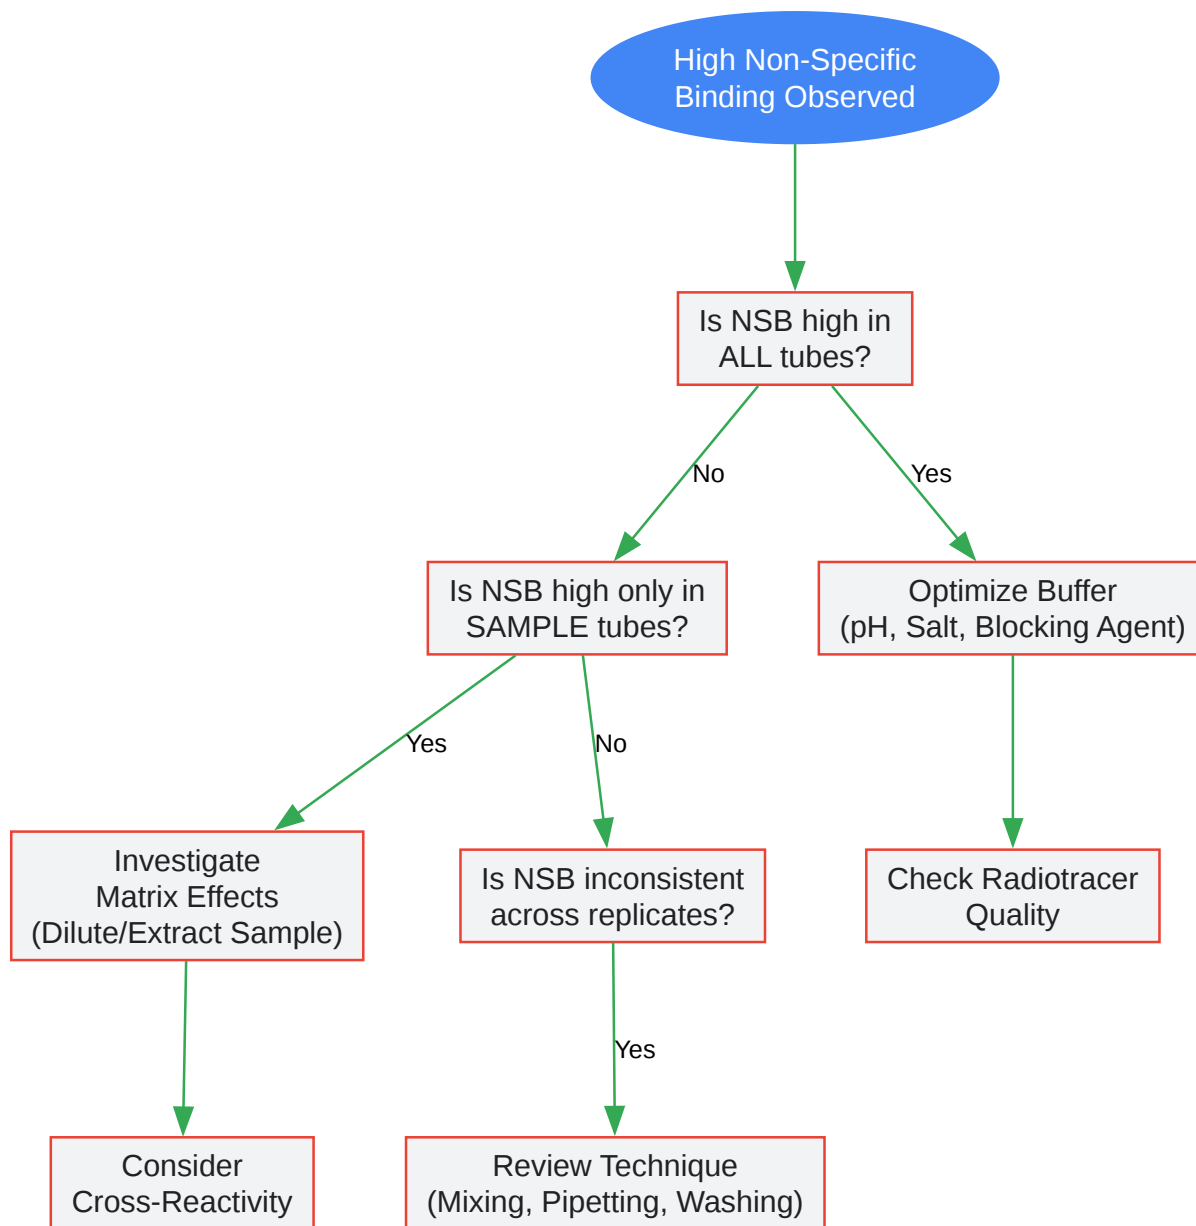 High Non-Specific
Binding Observed
Is NSB high in
ALL tubes?
No
Yes
Is NSB high only in
SAMPLE tubes?
Optimize Buffer
(pH, Salt, Blocking Agent)
Yes
No
Investigate
Matrix Effects
(Dilute/Extract Sample)
Is NSB inconsistent
across replicates?
Check Radiotracer
Quality
Yes
Consider
Cross-Reactivity
Review Technique
(Mixing, Pipetting, Washing)